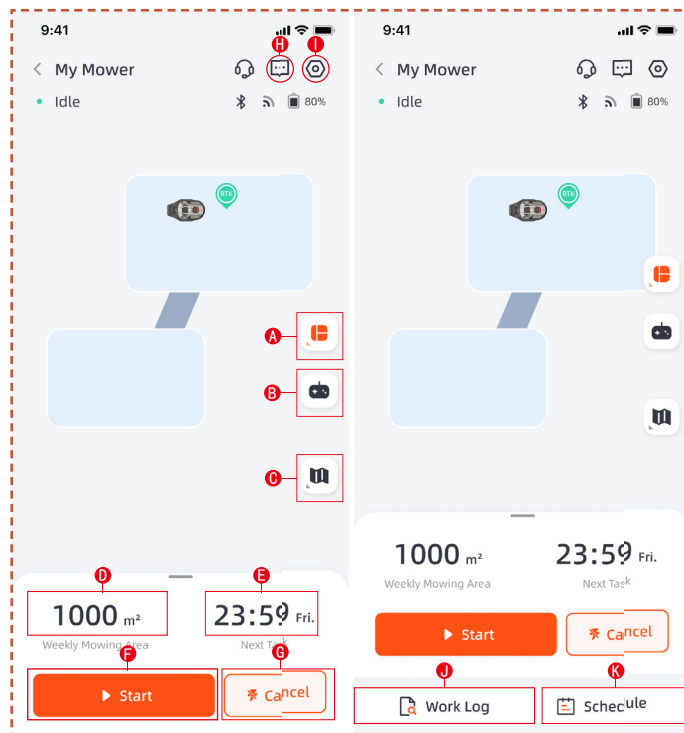 9:41
H I
My Mower
Idle
80%
RTK
A
B
C
D E
1000 m²
23:59 Fri.
Weekly Mowing Area
Next Task
F G
Start
Cancel
9:41
My Mower
Idle
80%
RTK
1000 m²
23:59 Fri.
Weekly Mowing Area
Next Task
Start
Cancel
J K
Work Log
Schedule